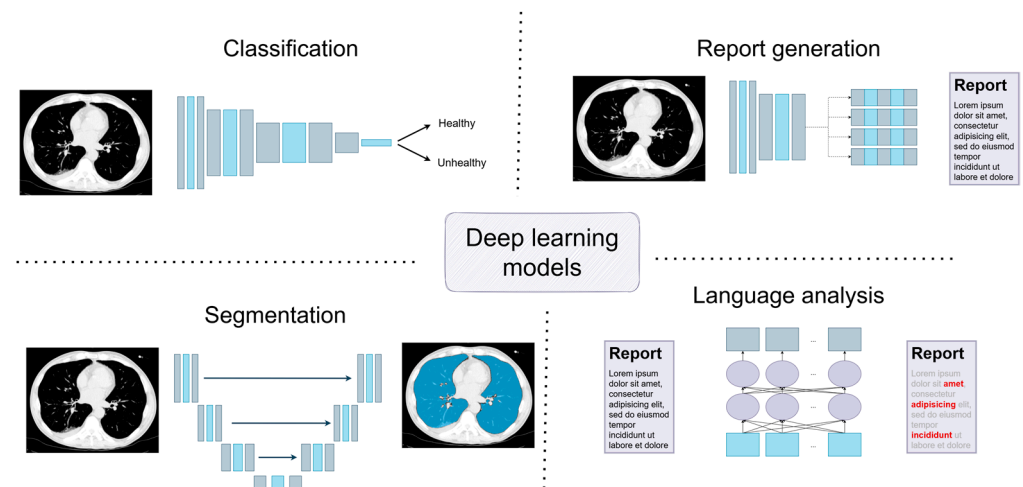 Classification
Healthy
Unhealthy
Report generation
Report
Lorem ipsum
dolor sit amet,
consectetur
adipisicing elit,
sed do eiusmod
tempor
incididunt ut
labore et dolore
Deep learning
models
Segmentation
Language analysis
Report
Lorem ipsum
dolor sit amet,
consectetur
adipisicing elit,
sed do eiusmod
tempor
incididunt ut
labore et dolore
...
...
...
...
Report
Lorem ipsum
dolor sit amet,
consectetur
adipisicing elit,
sed do eiusmod
tempor
incididunt ut
labore et dolore